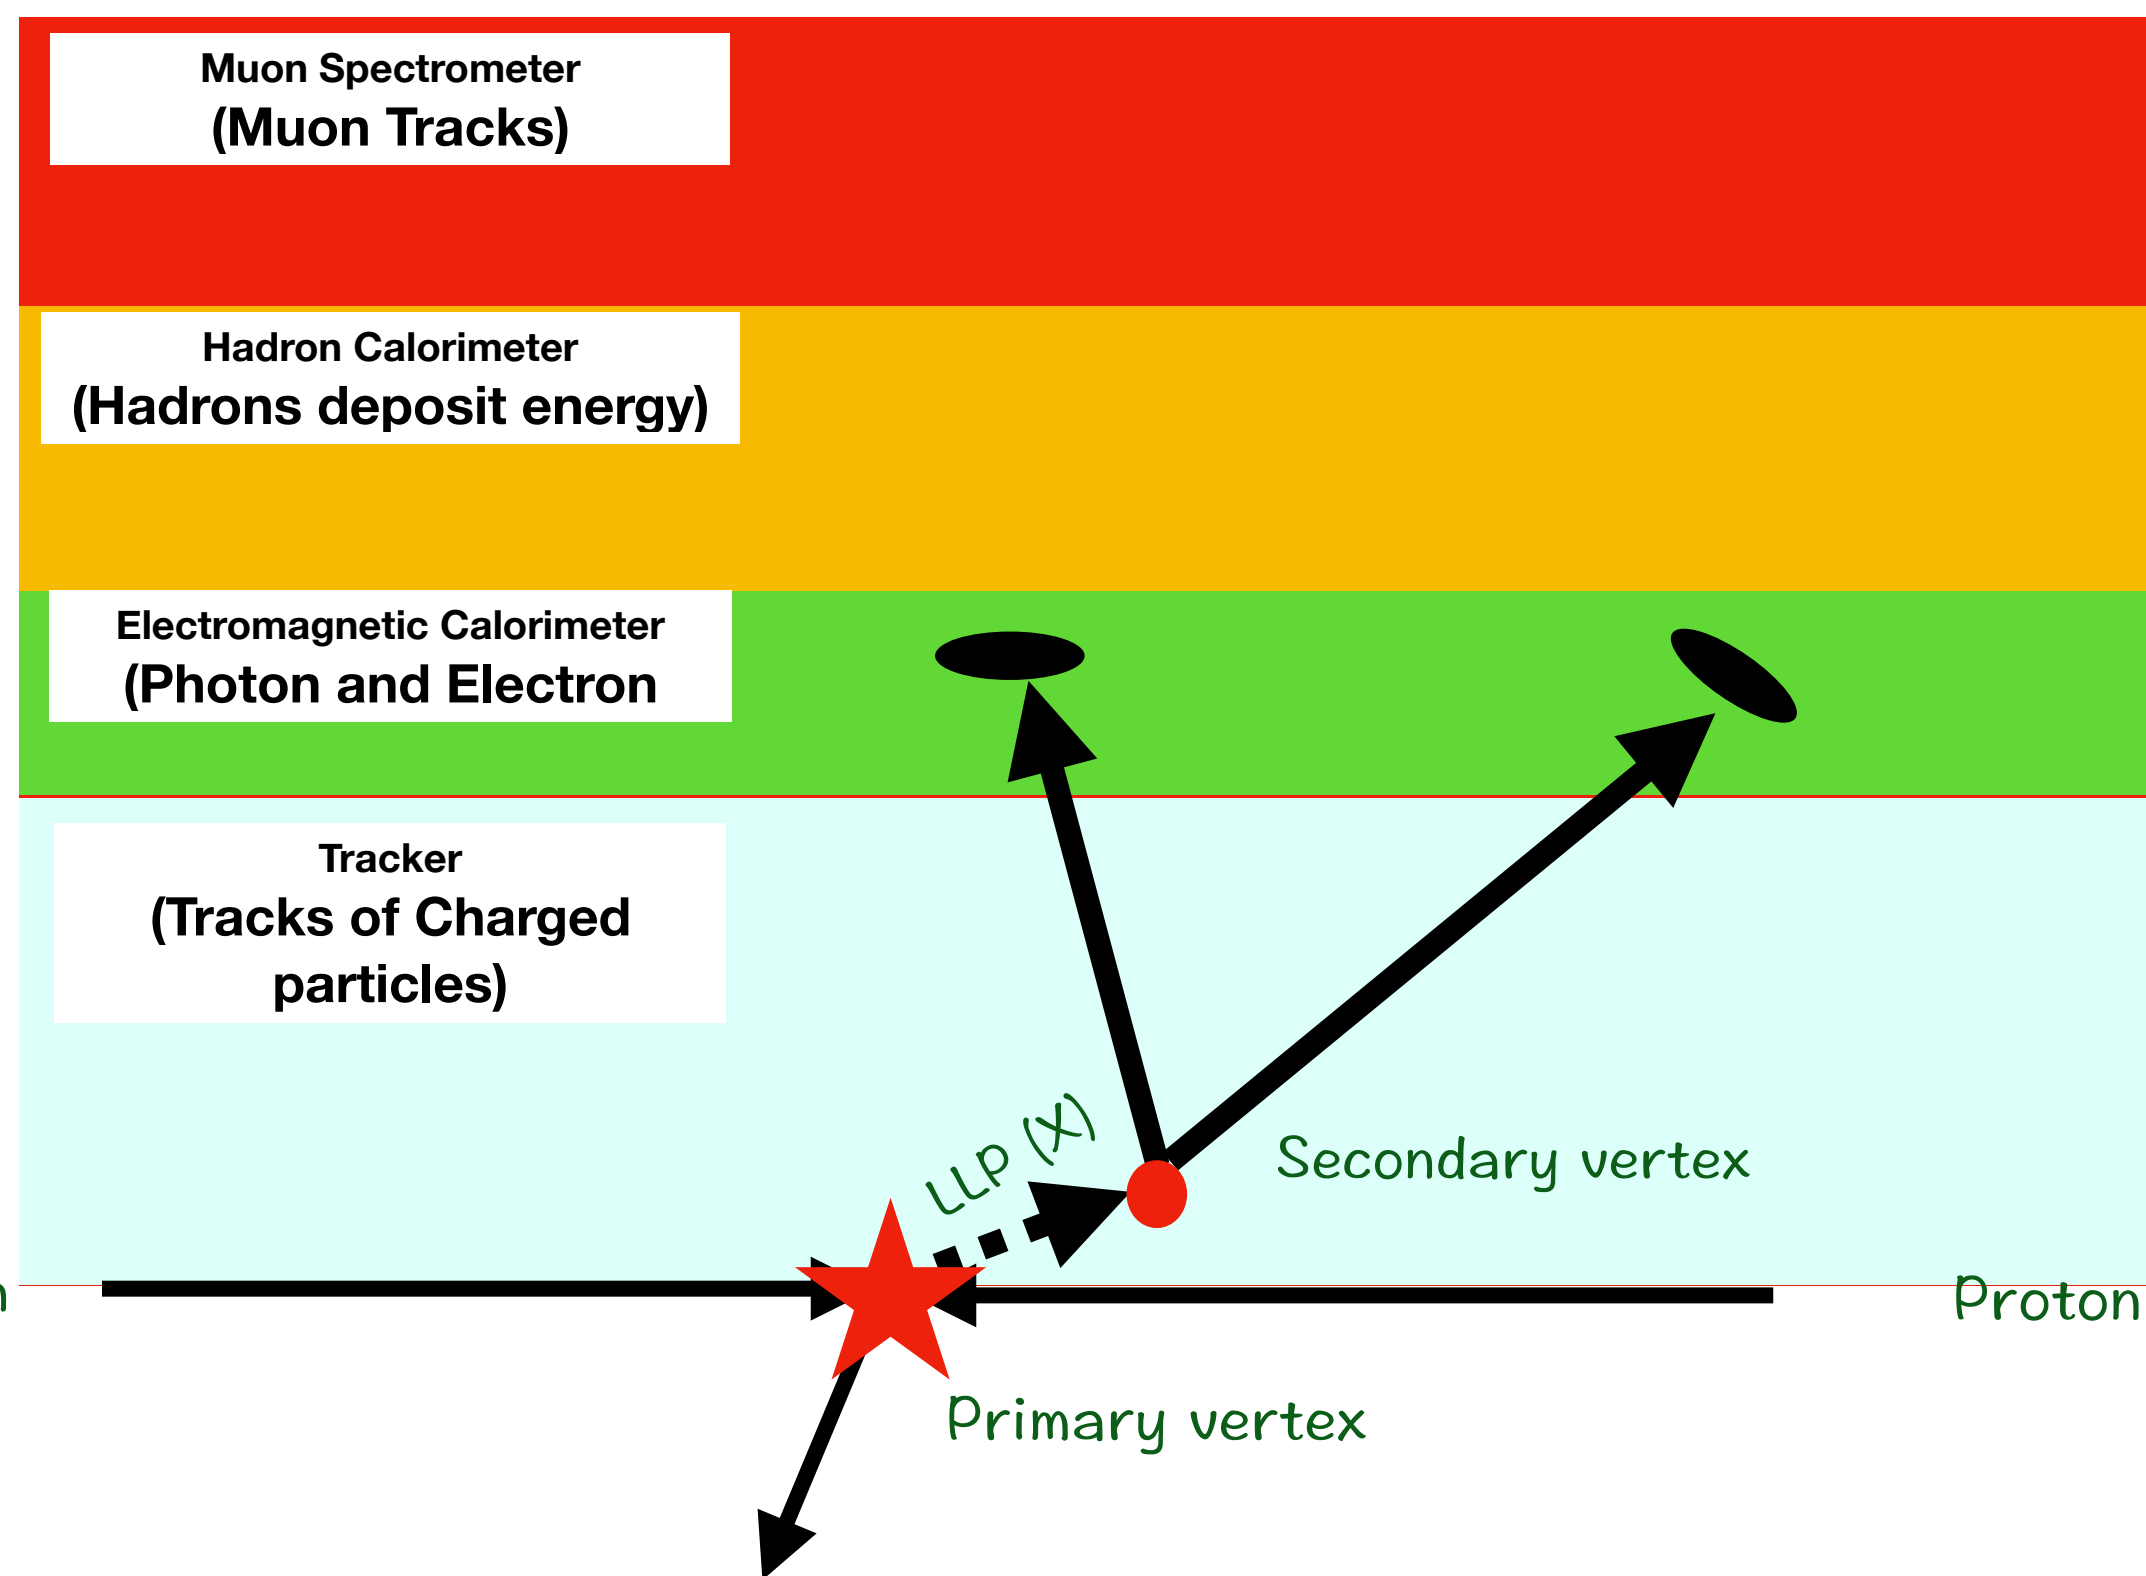 Muon Spectrometer
(Muon Tracks)
Hadron Calorimeter
(Hadrons deposit energy)
Electromagnetic Calorimeter
(Photon and Electron
Tracker
(Tracks of Charged
particles)
LLP (X)
Secondary vertex
n
Proton
Primary vertex